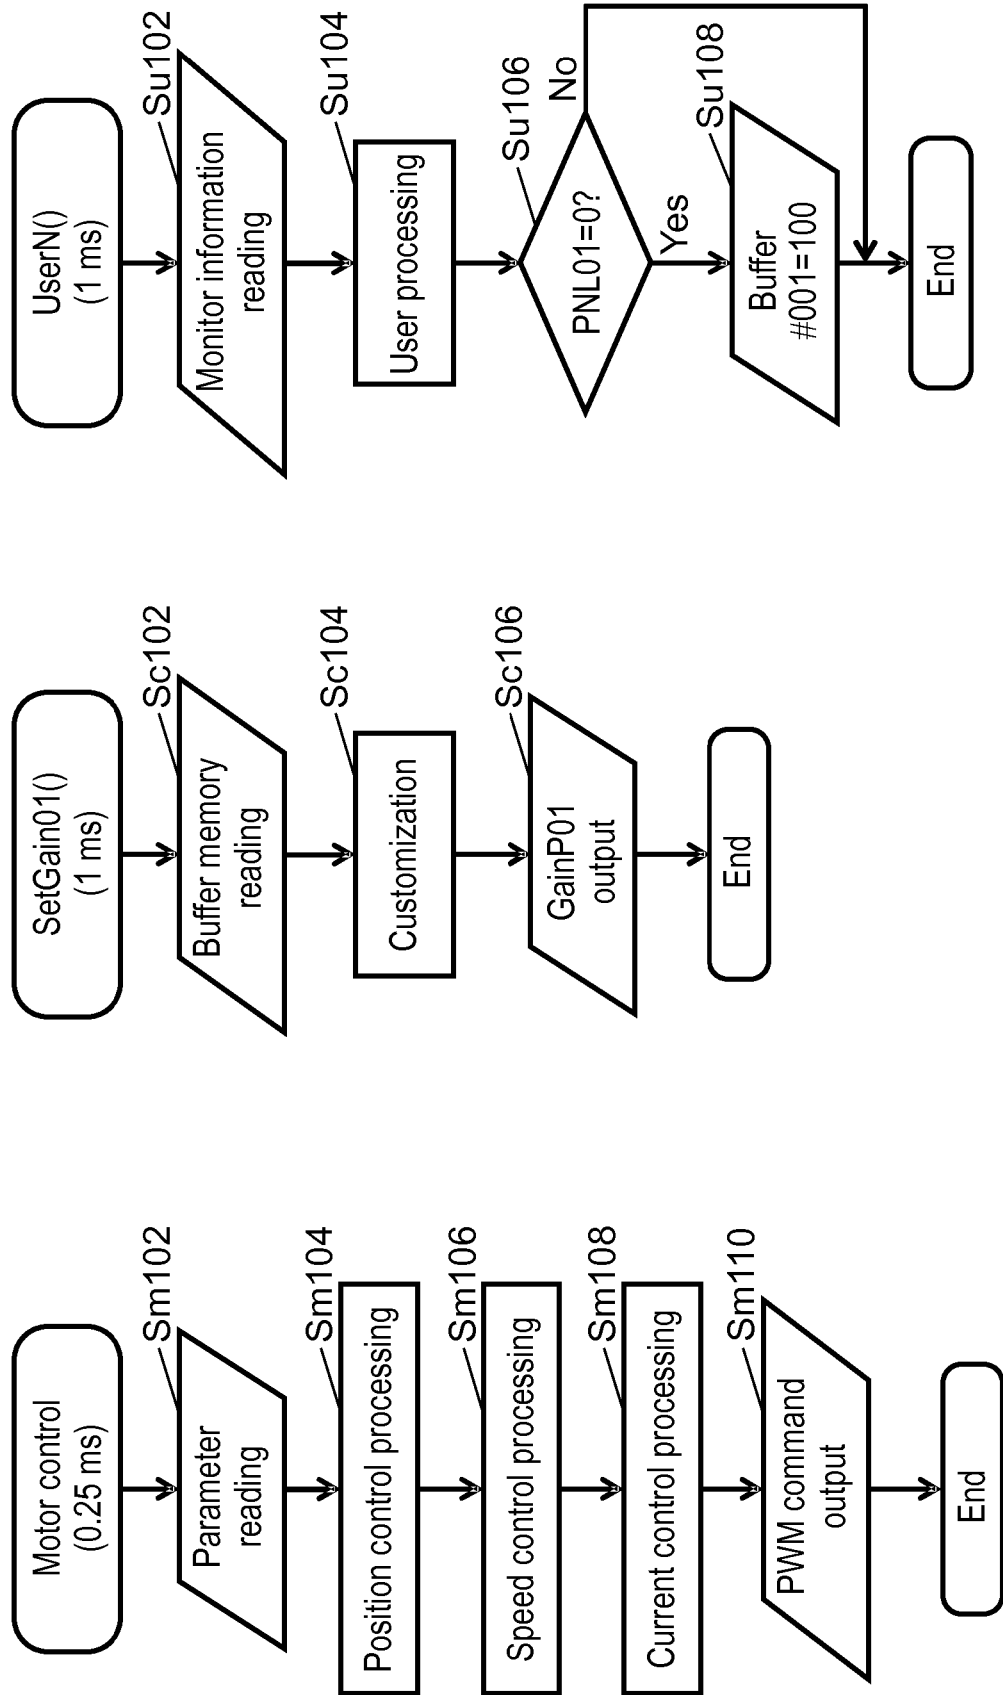 Motor control
(0.25 ms)
Sm102
Parameter
reading
Sm104
Position control processing
Sm106
Speed control processing
Sm108
Current control processing
Sm110
PWM command
output
End
SetGain01()
(1 ms)
Sc102
Buffer memory
reading
Sc104
Customization
Sc106
GainP01
output
End
UserN()
(1 ms)
Su102
Monitor information
reading
Su104
User processing
Su106
PNL01=0?
No
Yes
Su108
Buffer
#001=100
End